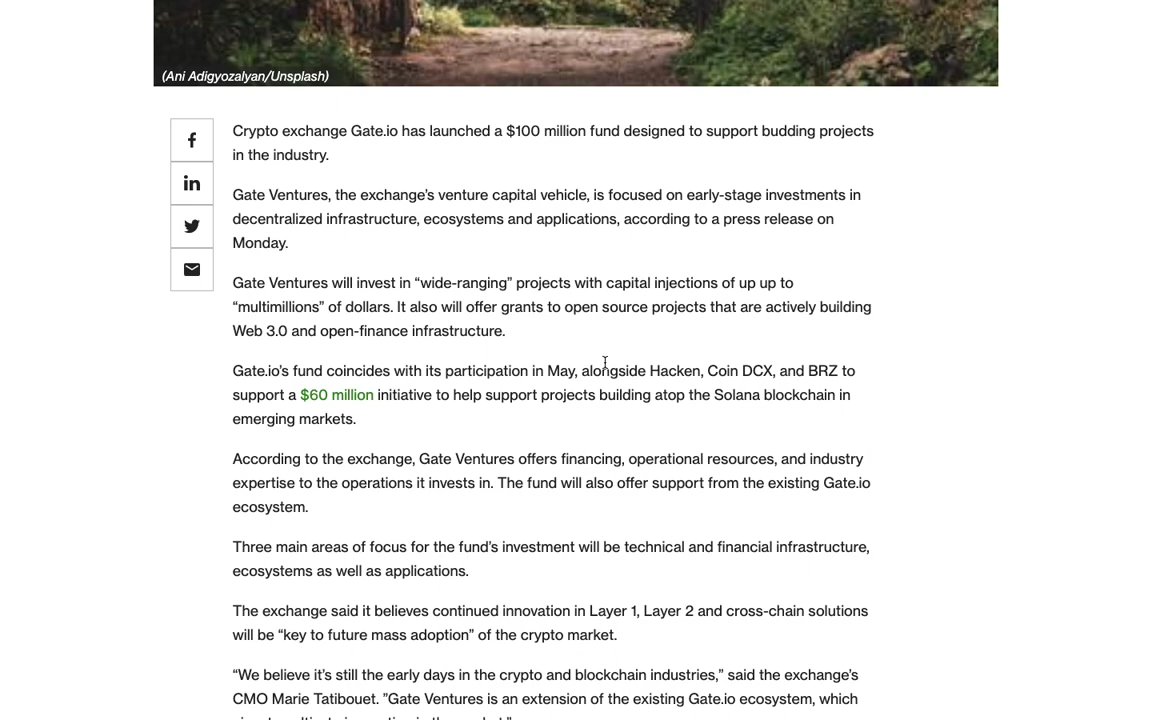 (Ani Adigyozalyan/Unsplash)
Crypto exchange Gate.io has launched a $100 million fund designed to support budding projects
in the industry.
Gate Ventures, the exchange’s venture capital vehicle, is focused on early-stage investments in
decentralized infrastructure, ecosystems and applications, according to a press release on
Monday.
Gate Ventures will invest in “wide-ranging” projects with capital injections of up up to
“multimillions” of dollars. It also will offer grants to open source projects that are actively building
Web 3.0 and open-finance infrastructure.
Gate.io’s fund coincides with its participation in May, alongside Hacken, Coin DCX, and BRZ to
support a $60 million initiative to help support projects building atop the Solana blockchain in
emerging markets.
According to the exchange, Gate Ventures offers financing, operational resources, and industry
expertise to the operations it invests in. The fund will also offer support from the existing Gate.io
ecosystem.
Three main areas of focus for the fund’s investment will be technical and financial infrastructure,
ecosystems as well as applications.
The exchange said it believes continued innovation in Layer 1, Layer 2 and cross-chain solutions
will be “key to future mass adoption” of the crypto market.
“We believe it’s still the early days in the crypto and blockchain industries,” said the exchange’s
CMO Marie Tatibouet. ”Gate Ventures is an extension of the existing Gate.io ecosystem, which